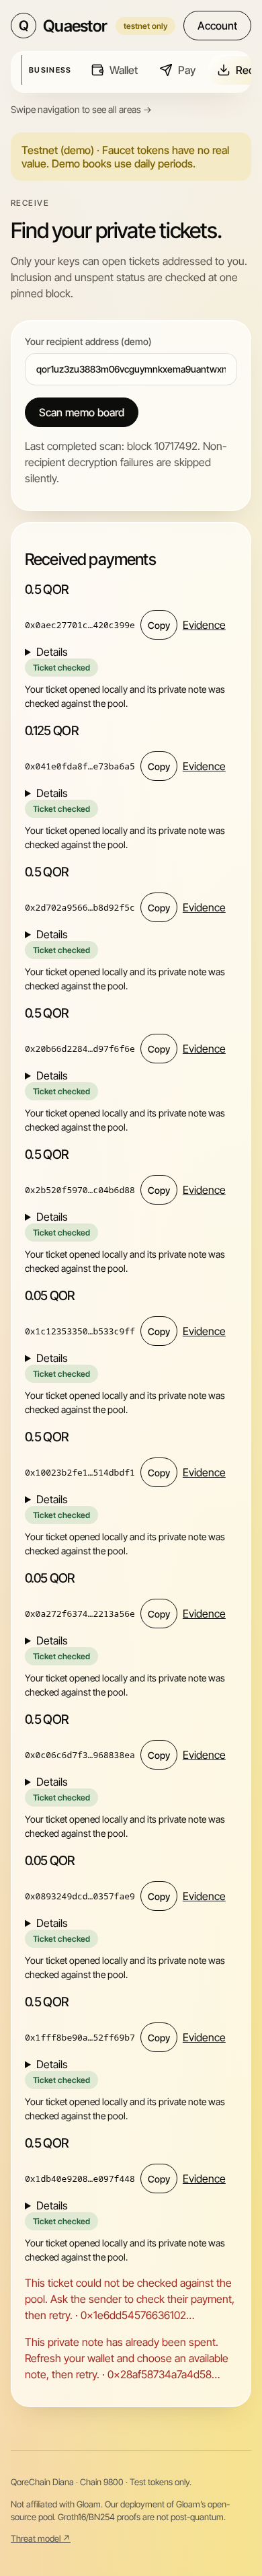 Q Quaestor testnet only Account
BUSINESS Wallet Pay Rec
Swipe navigation to see all areas →
Testnet (demo) · Faucet tokens have no real
value. Demo books use daily periods.
RECEIVE
Find your private tickets.
Only your keys can open tickets addressed to you.
Inclusion and unspent status are checked at one
pinned block.
Your recipient address (demo)
qor1uz3zu3883m06vcguymnkxema9uantwxr
Scan memo board
Last completed scan: block 10717492. Non-
recipient decryption failures are skipped
silently.
Received payments
0.5 QOR
0x0aec27701c…420c399e Copy Evidence
▶ Details
Ticket checked
Your ticket opened locally and its private note was
checked against the pool.
0.125 QOR
0x041e0fda8f…e73ba6a5 Copy Evidence
▶ Details
Ticket checked
Your ticket opened locally and its private note was
checked against the pool.
0.5 QOR
0x2d702a9566…b8d92f5c Copy Evidence
▶ Details
Ticket checked
Your ticket opened locally and its private note was
checked against the pool.
0.5 QOR
0x20b66d2284…d97f6f6e Copy Evidence
▶ Details
Ticket checked
Your ticket opened locally and its private note was
checked against the pool.
0.5 QOR
0x2b520f5970…c04b6d88 Copy Evidence
▶ Details
Ticket checked
Your ticket opened locally and its private note was
checked against the pool.
0.05 QOR
0x1c12353350…b533c9ff Copy Evidence
▶ Details
Ticket checked
Your ticket opened locally and its private note was
checked against the pool.
0.5 QOR
0x10023b2fe1…514dbdf1 Copy Evidence
▶ Details
Ticket checked
Your ticket opened locally and its private note was
checked against the pool.
0.05 QOR
0x0a272f6374…2213a56e Copy Evidence
▶ Details
Ticket checked
Your ticket opened locally and its private note was
checked against the pool.
0.5 QOR
0x0c06c6d7f3…968838ea Copy Evidence
▶ Details
Ticket checked
Your ticket opened locally and its private note was
checked against the pool.
0.05 QOR
0x0893249dcd…0357fae9 Copy Evidence
▶ Details
Ticket checked
Your ticket opened locally and its private note was
checked against the pool.
0.5 QOR
0x1fff8be90a…52ff69b7 Copy Evidence
▶ Details
Ticket checked
Your ticket opened locally and its private note was
checked against the pool.
0.5 QOR
0x1db40e9208…e097f448 Copy Evidence
▶ Details
Ticket checked
Your ticket opened locally and its private note was
checked against the pool.
This ticket could not be checked against the
pool. Ask the sender to check their payment,
then retry. · 0x1e6dd54576636102…
This private note has already been spent.
Refresh your wallet and choose an available
note, then retry. · 0x28af58734a7a4d58…
QoreChain Diana · Chain 9800 · Test tokens only.
Not affiliated with Gloam. Our deployment of Gloam's open-
source pool. Groth16/BN254 proofs are not post-quantum.
Threat model ↗